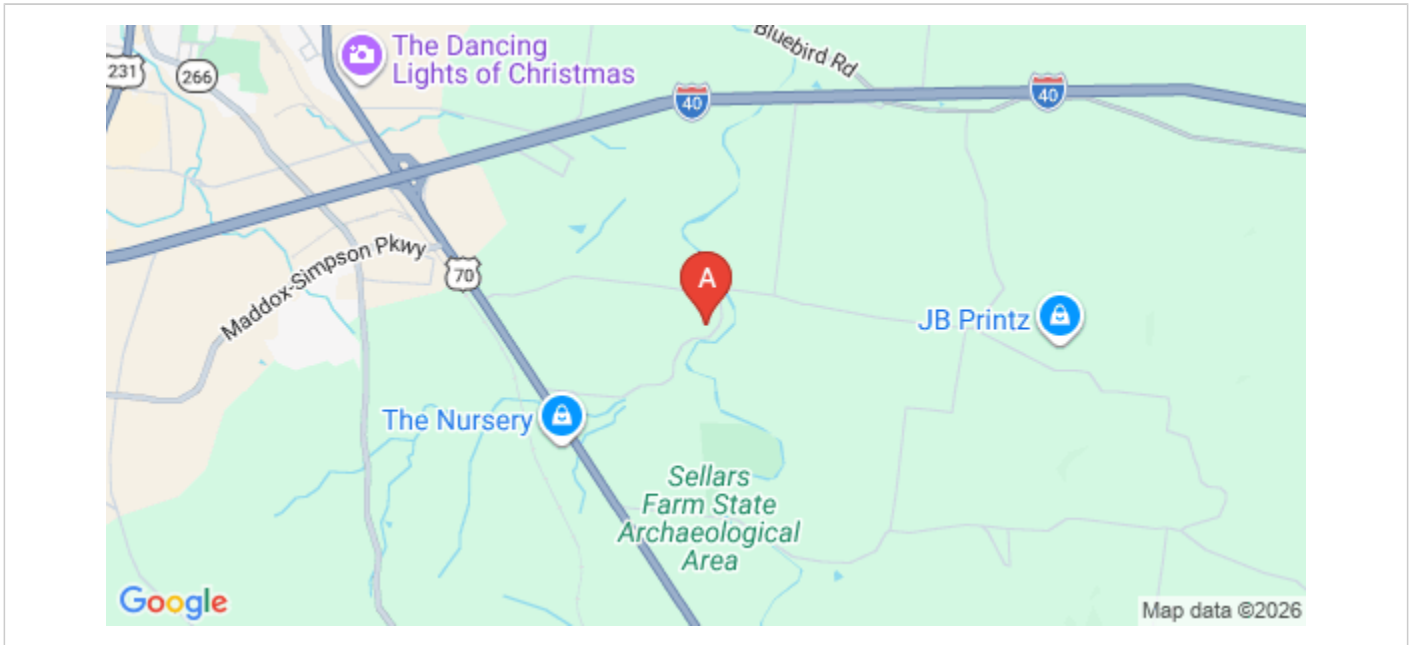 The Dancing
Lights of Christmas
Bluebird Rd
231
266
40
40
Maddox-Simpson Pkwy
70
A
JB Printz
The Nursery
Sellars
Farm State
Archaeological
Area
Google
Map data ©2026